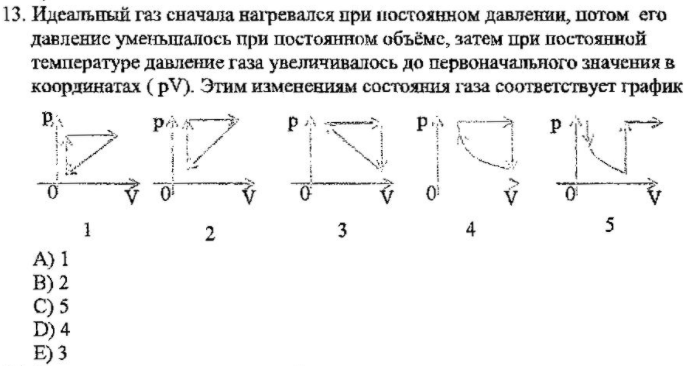 13. Идеальный газ сначала нагревался при постоянном давлении, потом его
давление уменьшалось при постоянном объёме, затем при постоянной
температуре давление газа увеличивалось до первоначального значения в
координатах ( pV). Этим изменениям состояния газа соответствует график
p p p p p
0 V 0 V 0 V 0 V 0 V
1 2 3 4 5
A) 1
B) 2
C) 5
D) 4
E) 3